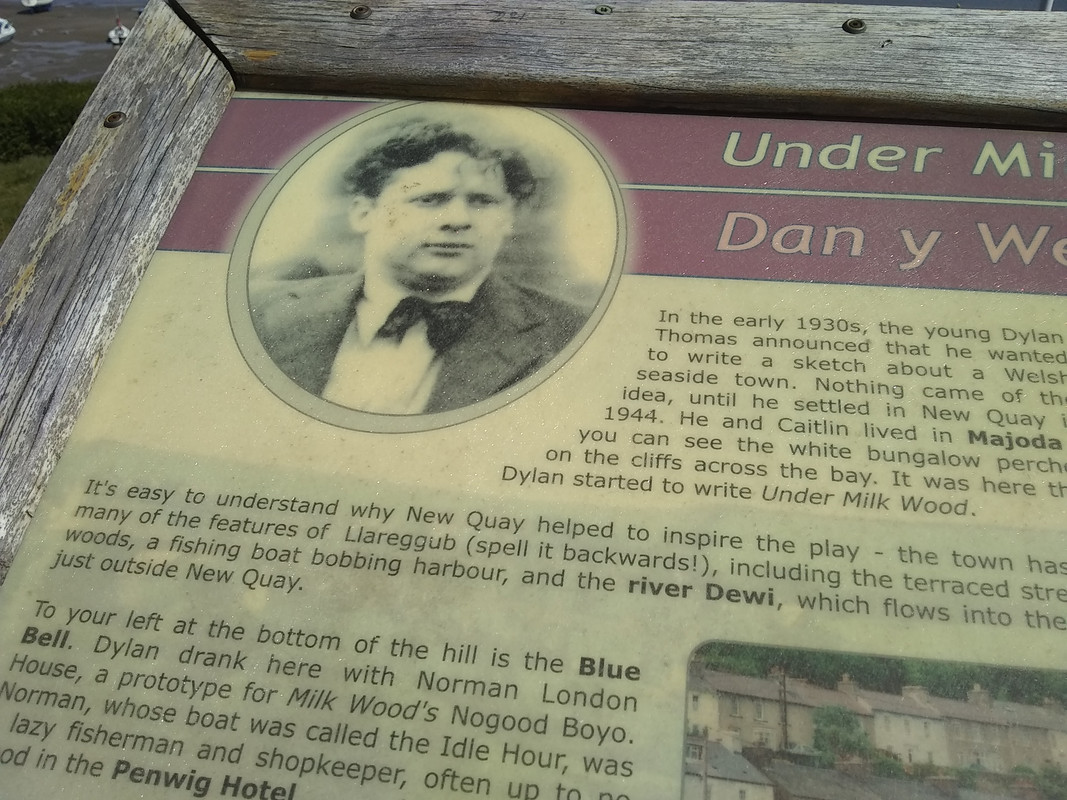 Under Mi
Dan y We
In the early 1930s, the young Dylan
Thomas announced that he wanted
to write a sketch about a Welsh
seaside town. Nothing came of the
idea, until he settled in New Quay i
1944. He and Caitlin lived in Majoda
you can see the white bungalow perche
on the cliffs across the bay. It was here th
Dylan started to write Under Milk Wood.
It's easy to understand why New Quay helped to inspire the play - the town has
many of the features of Llareggub (spell it backwards!), including the terraced stre
woods, a fishing boat bobbing harbour, and the river Dewi, which flows into the
just outside New Quay.
To your left at the bottom of the hill is the Blue
Bell. Dylan drank here with Norman London
House, a prototype for Milk Wood's Nogood Boyo.
Norman, whose boat was called the Idle Hour, was
lazy fisherman and shopkeeper, often up to no
od in the Penwig Hotel